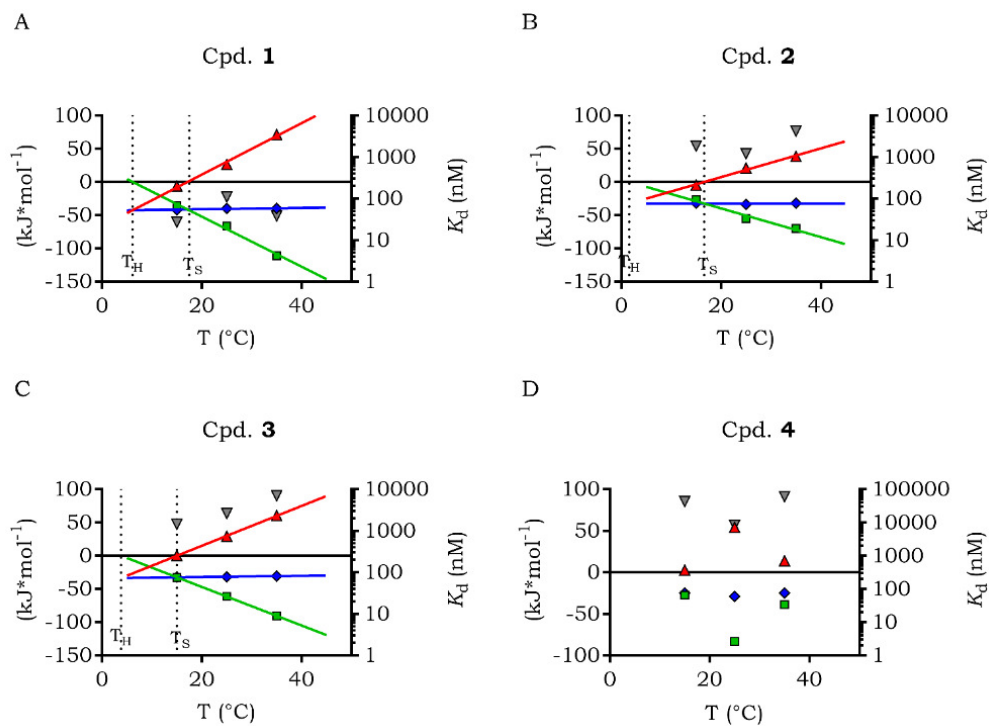 A
Cpd. 1
100
50
0
-50
-100
-150
(kJ*mol⁻¹)
10000
1000
100
10
1
Kd (nM)
TH
TS
0
20
40
T (°C)
B
Cpd. 2
100
50
0
-50
-100
-150
(kJ*mol⁻¹)
10000
1000
100
10
1
Kd (nM)
TH
TS
0
20
40
T (°C)
C
Cpd. 3
100
50
0
-50
-100
-150
(kJ*mol⁻¹)
10000
1000
100
10
1
Kd (nM)
TH
TS
0
20
40
T (°C)
D
Cpd. 4
100
50
0
-50
-100
(kJ*mol⁻¹)
100000
10000
1000
100
10
1
Kd (nM)
0
20
40
T (°C)